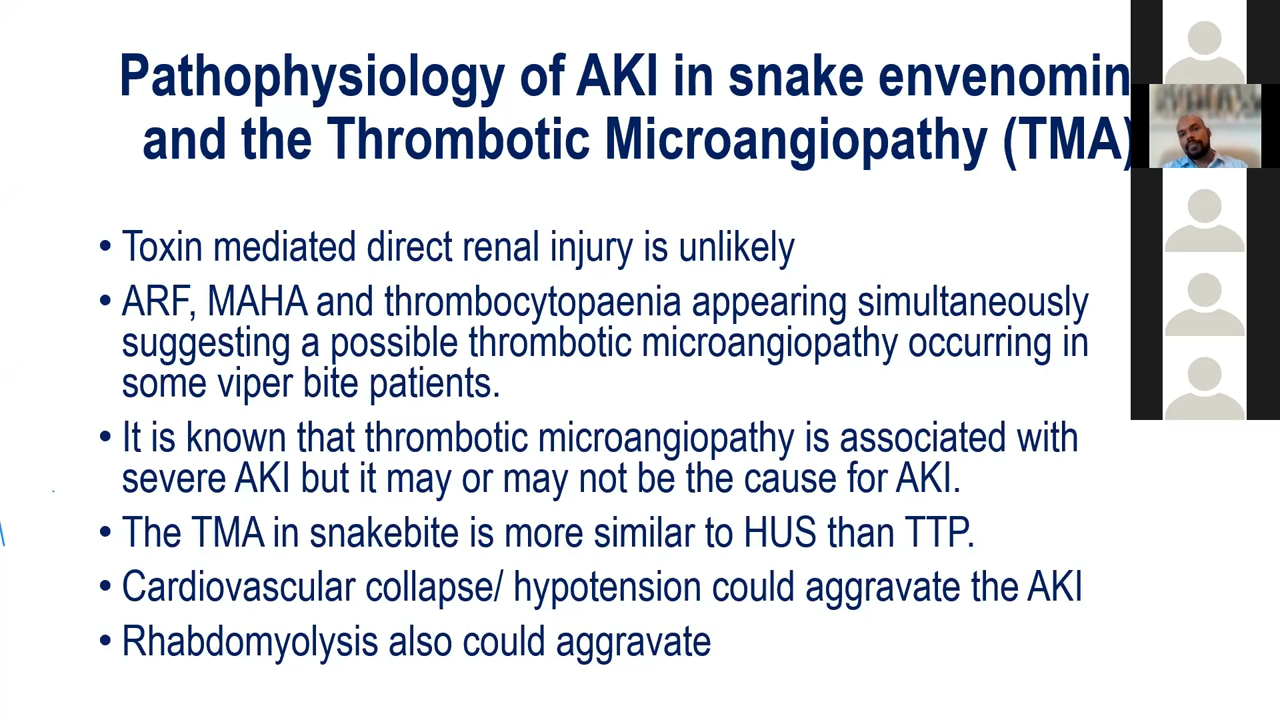 Pathophysiology of AKI in snake envenomin
and the Thrombotic Microangiopathy (TMA)
• Toxin mediated direct renal injury is unlikely
• ARF, MAHA and thrombocytopaenia appearing simultaneously
suggesting a possible thrombotic microangiopathy occurring in
some viper bite patients.
• It is known that thrombotic microangiopathy is associated with
severe AKI but it may or may not be the cause for AKI.
• The TMA in snakebite is more similar to HUS than TTP.
• Cardiovascular collapse/ hypotension could aggravate the AKI
• Rhabdomyolysis also could aggravate